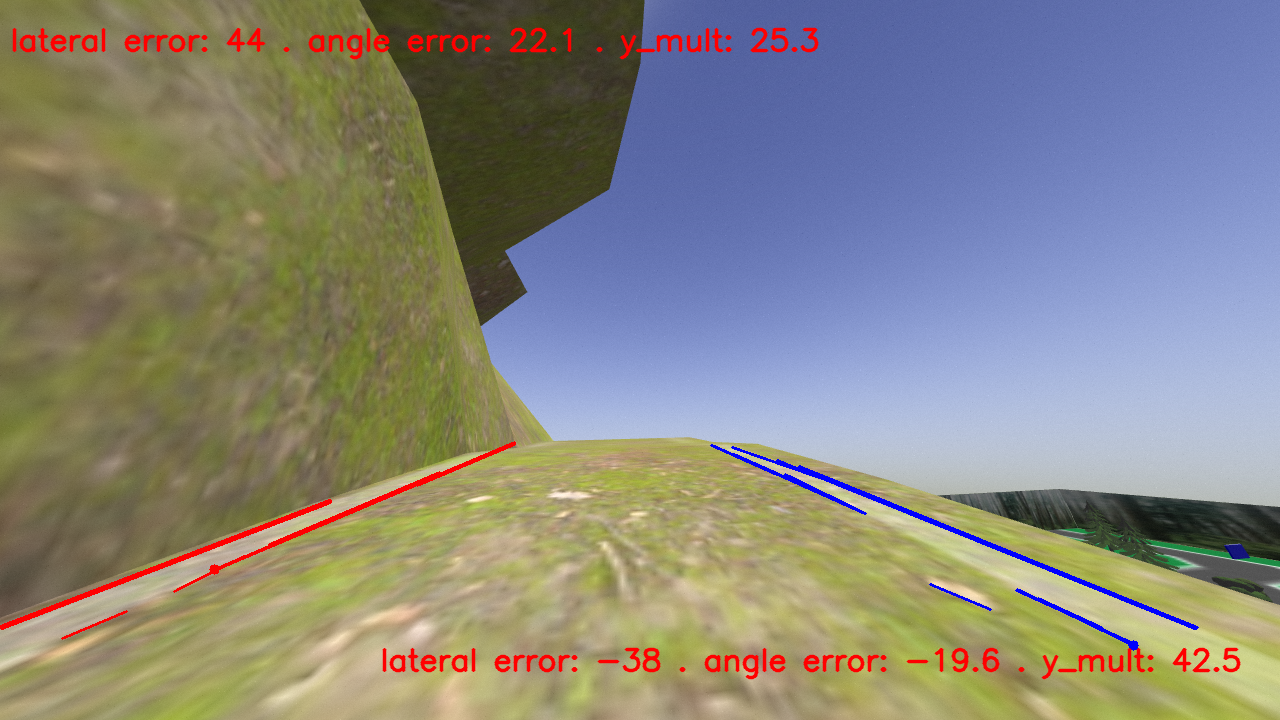 lateral error: 44 . angle error: 22.1 . y_mult: 25.3
lateral error: −38 . angle error: −19.6 . y_mult: 42.5